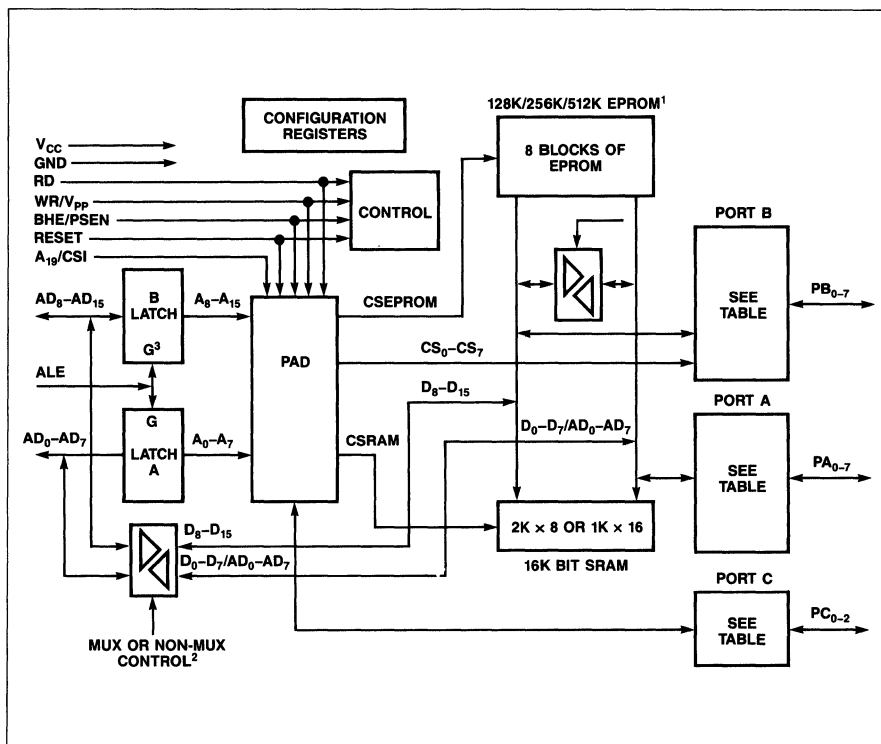 128K/256K/512K EPROM¹
CONFIGURATION
REGISTERS
8 BLOCKS OF
EPROM
V_CC
GND
RD
WR/V_PP
BHE/PSEN
RESET
A₁₉/CSI
CONTROL
PORT B
AD₈–AD₁₅
B
LATCH
G³
A₈–A₁₅
CSEPROM
PAD
SEE
TABLE
PB₀₋₇
CS₀–CS₇
ALE
D₈–D₁₅
PORT A
AD₀–AD₇
G
LATCH
A
A₀–A₇
CSRAM
D₀–D₇/AD₀–AD₇
SEE
TABLE
PA₀₋₇
D₈–D₁₅
D₀–D₇/AD₀–AD₇
2K × 8 OR 1K × 16
16K BIT SRAM
PORT C
SEE
TABLE
PC₀₋₂
MUX OR NON-MUX
CONTROL²